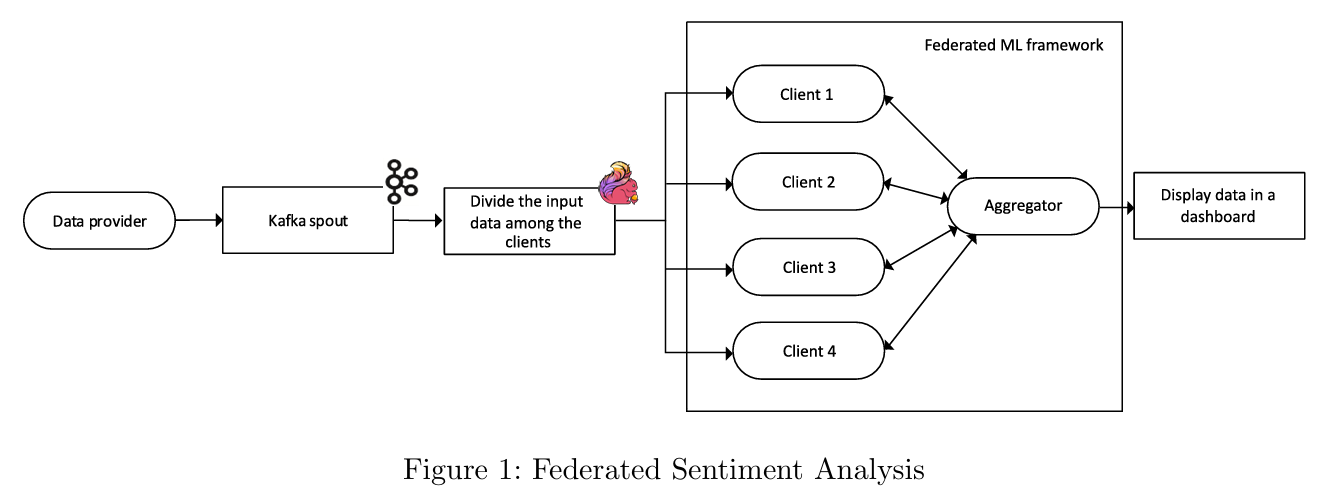 Federated ML framework
Data provider
Kafka spout
Divide the input
data among the
clients
Client 1
Client 2
Client 3
Client 4
Aggregator
Display data in a
dashboard
Figure 1: Federated Sentiment Analysis